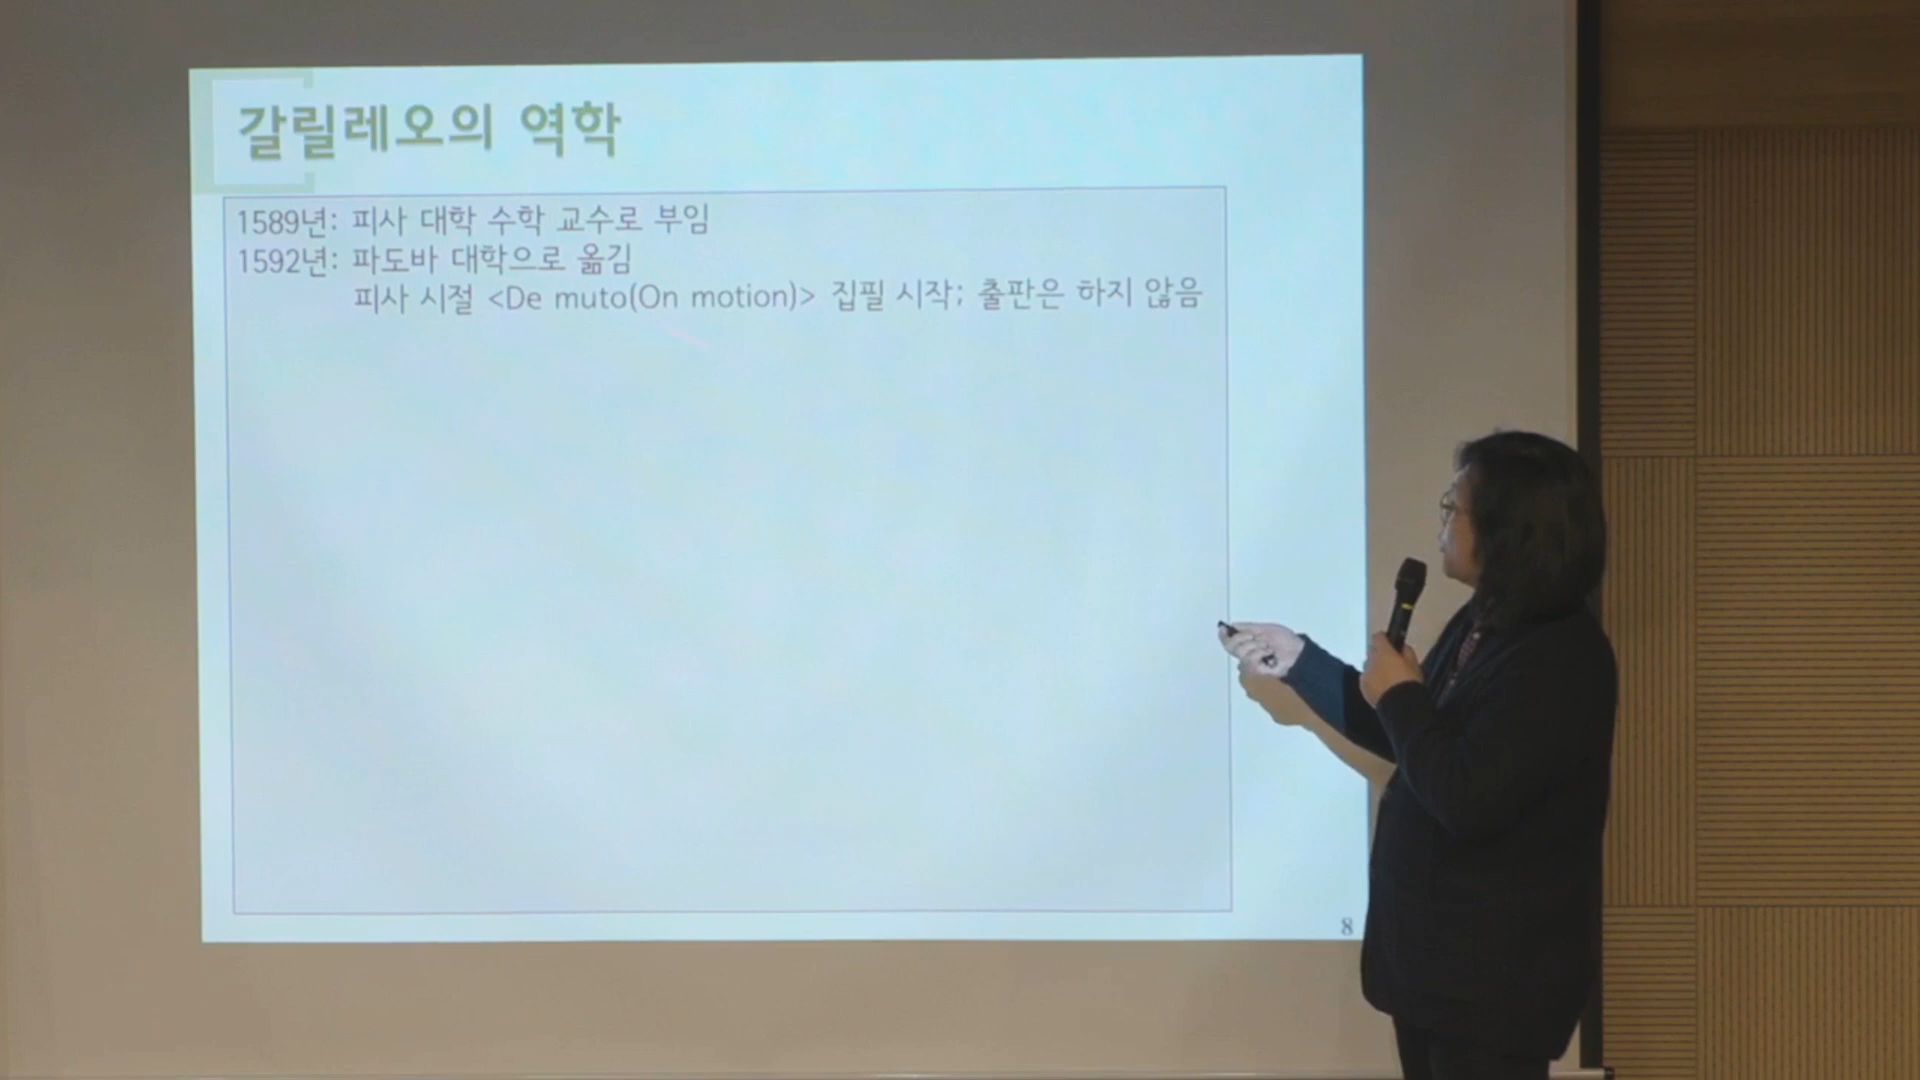 갈릴레오의 역학
1589년: 피사 대학 수학 교수로 부임
1592년: 파도바 대학으로 옮김
피사 시절 <De muto(On motion)> 집필 시작; 출판은 하지 않음
8